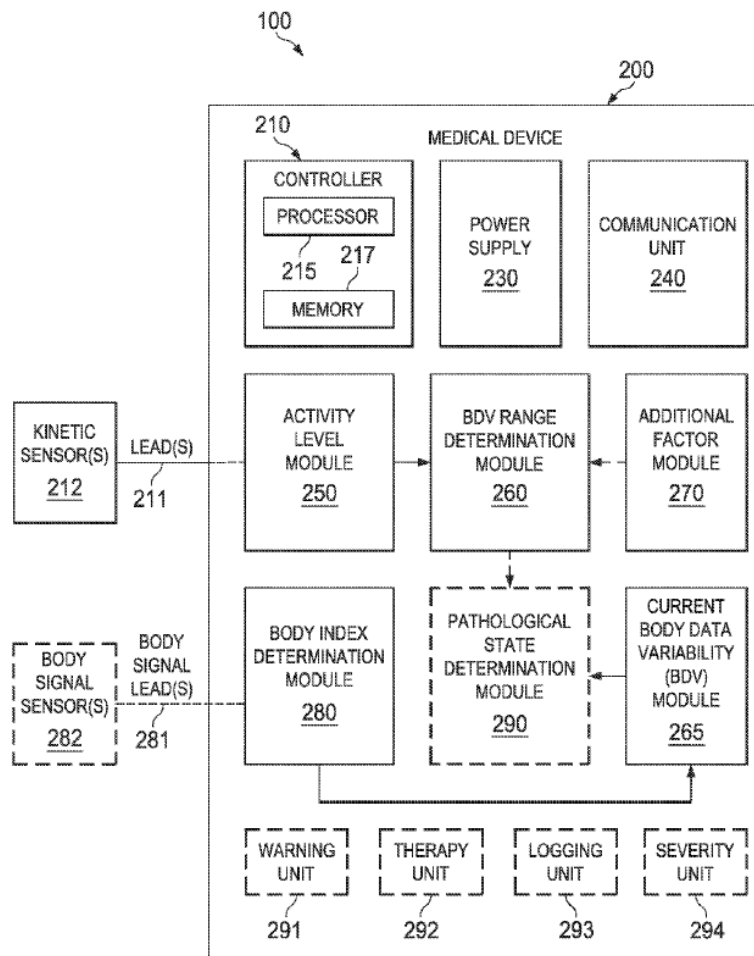 100
200
MEDICAL DEVICE
210
CONTROLLER
PROCESSOR
215
217
MEMORY
POWER
SUPPLY
230
COMMUNICATION
UNIT
240
KINETIC
SENSOR(S)
212
LEAD(S)
211
ACTIVITY
LEVEL
MODULE
250
BDV RANGE
DETERMINATION
MODULE
260
ADDITIONAL
FACTOR
MODULE
270
BODY
SIGNAL
SENSOR(S)
282
BODY
SIGNAL
LEAD(S)
281
BODY INDEX
DETERMINATION
MODULE
280
PATHOLOGICAL
STATE
DETERMINATION
MODULE
290
CURRENT
BODY DATA
VARIABILITY
(BDV)
MODULE
265
WARNING
UNIT
291
THERAPY
UNIT
292
LOGGING
UNIT
293
SEVERITY
UNIT
294